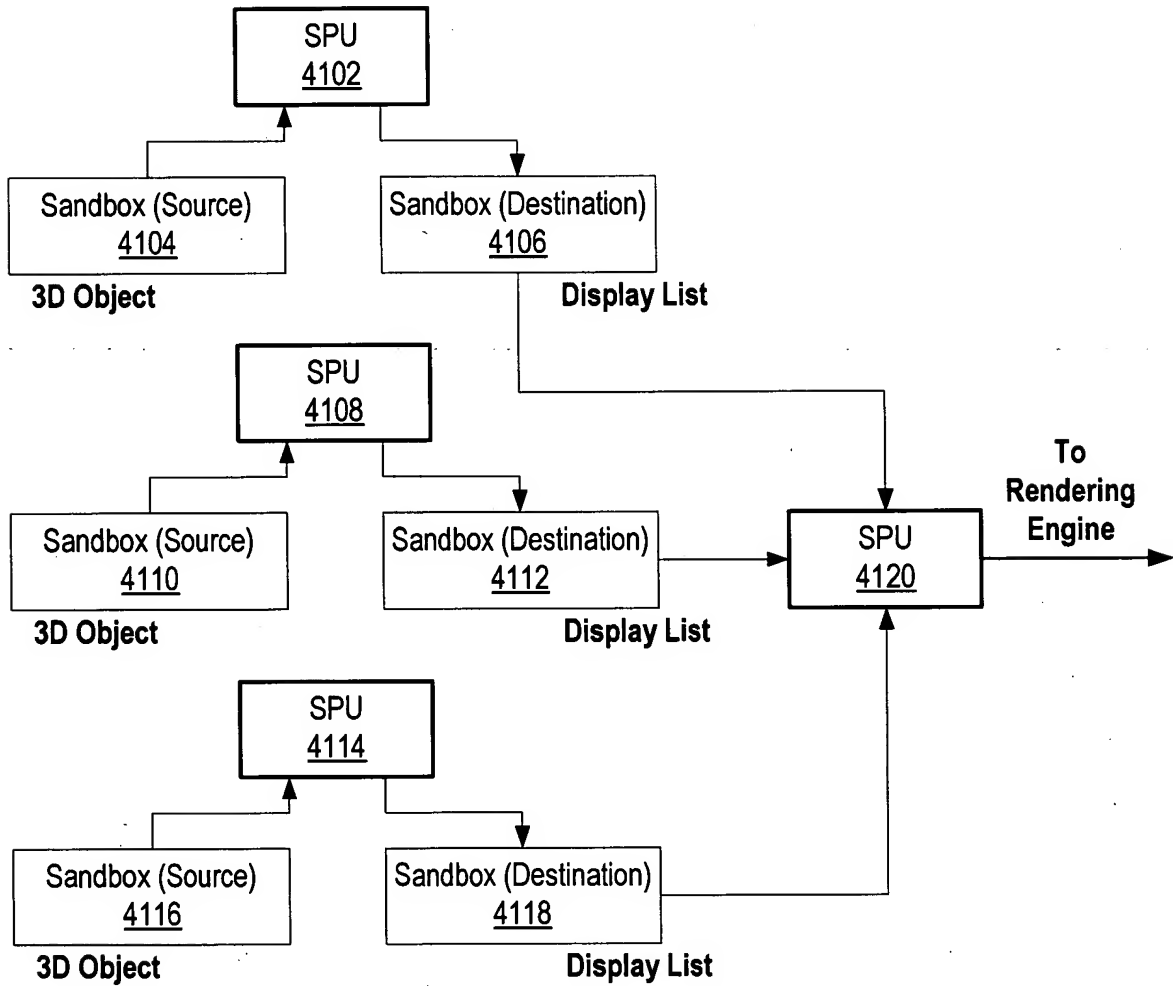 SPU
4102
Sandbox (Source)
4104
3D Object
Sandbox (Destination)
4106
Display List
SPU
4108
Sandbox (Source)
4110
3D Object
Sandbox (Destination)
4112
Display List
SPU
4114
Sandbox (Source)
4116
3D Object
Sandbox (Destination)
4118
Display List
SPU
4120
To
Rendering
Engine